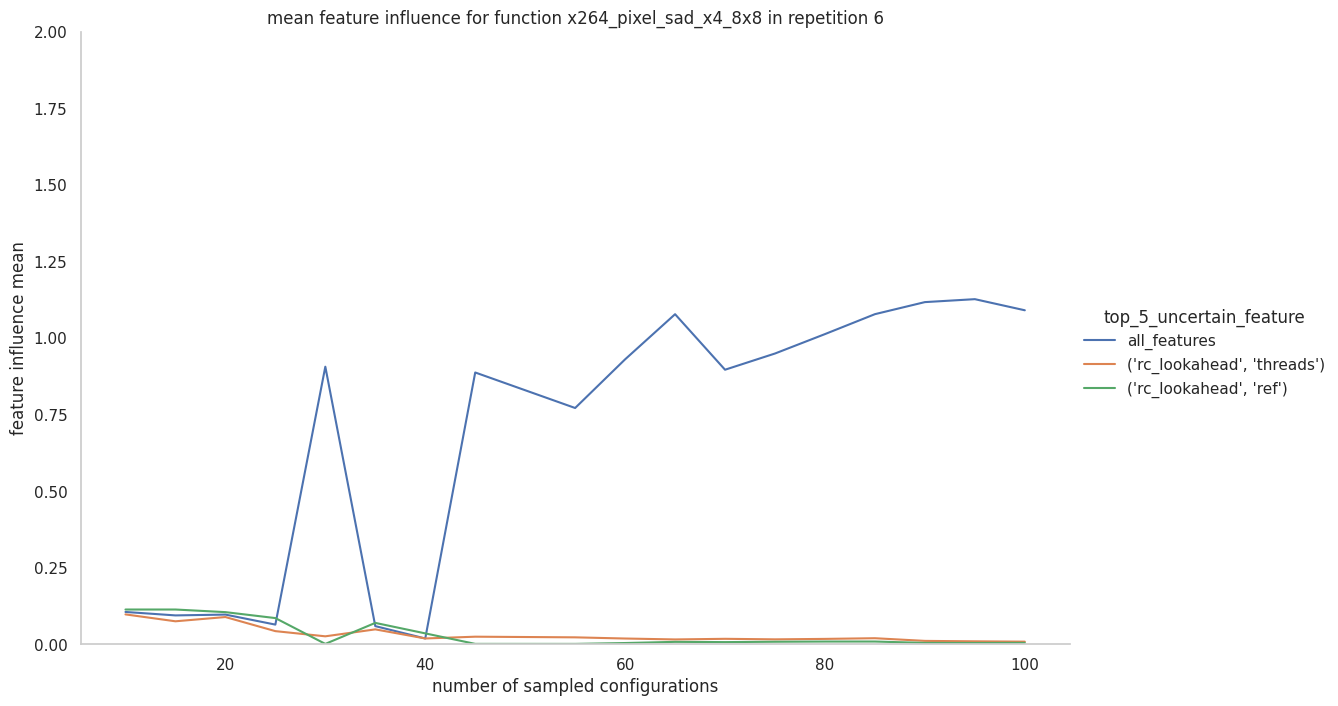 mean feature influence for function x264_pixel_sad_x4_8x8 in repetition 6
2.00
1.75
1.50
1.25
1.00
0.75
0.50
0.25
0.00
feature influence mean
20
40
60
80
100
number of sampled configurations
top_5_uncertain_feature
all_features
('rc_lookahead', 'threads')
('rc_lookahead', 'ref')